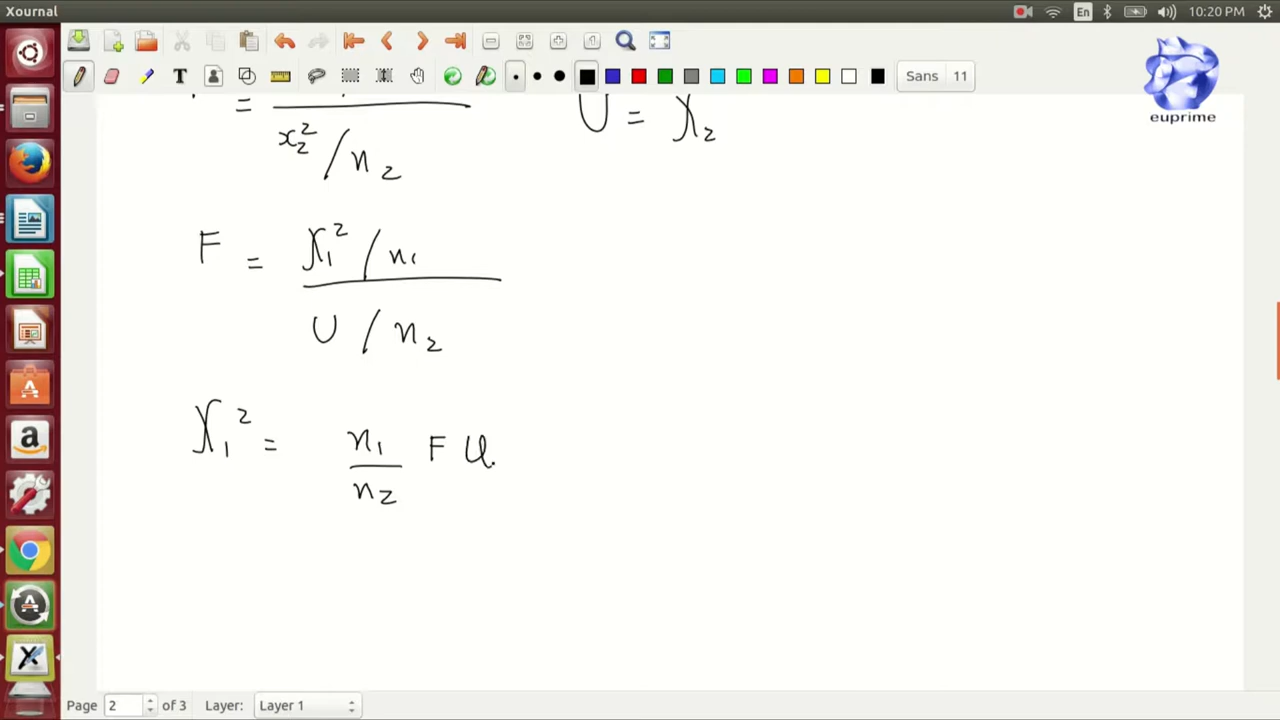 Xournal
En
10:20 PM
Sans 11
euprime
=
x₂² / n₂
U = χ₂
F = χ₁² / n₁
U / n₂
χ₁² = n₁ F U.
n₂
Page 2 of 3 Layer: Layer 1